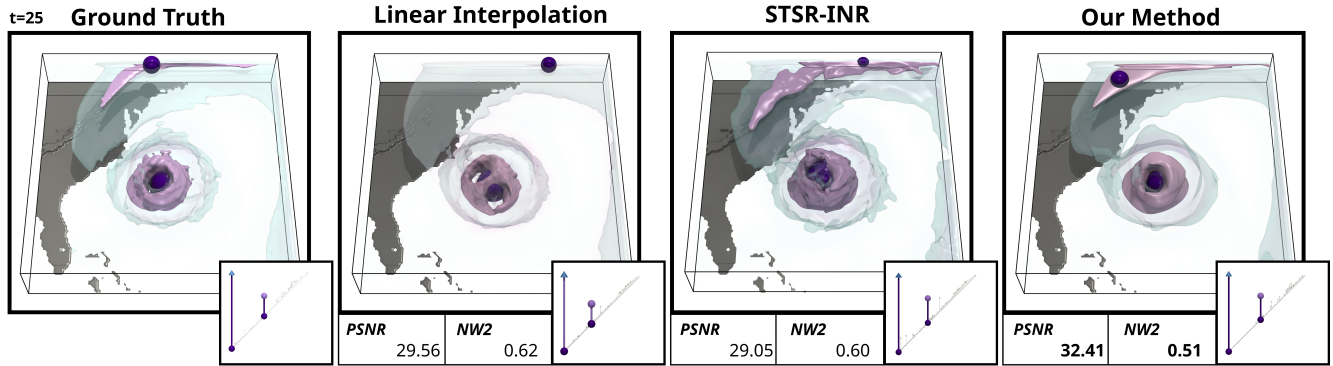 t=25
Ground Truth
Linear Interpolation
STSR-INR
Our Method
PSNR NW2
29.56 0.62
PSNR NW2
29.05 0.60
PSNR NW2
32.41 0.51